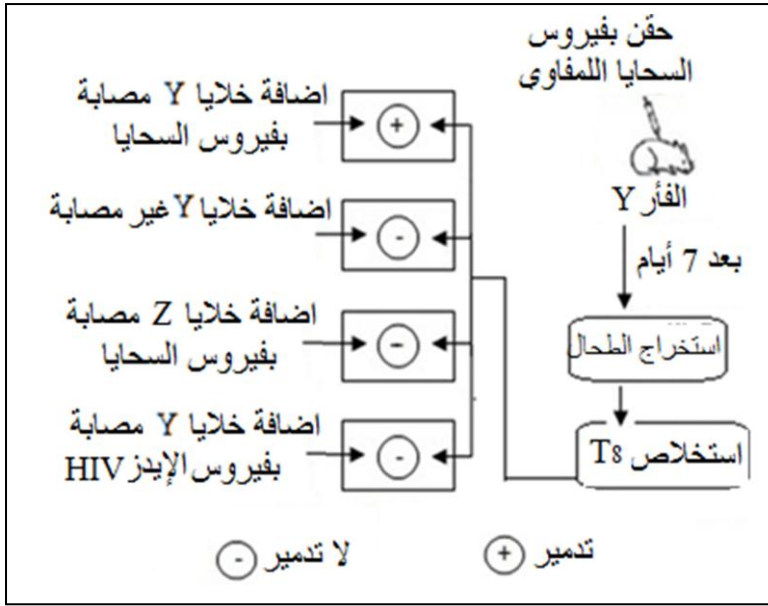 حقن بفيروس
السحايا اللمفاوي
الفأر Y
بعد 7 أيام
استخراج الطحال
استخلاص T8
اضافة خلايا Y مصابة
بفيروس السحايا
+
اضافة خلايا Y غير مصابة
-
اضافة خلايا Z مصابة
بفيروس السحايا
-
اضافة خلايا Y مصابة
بفيروس الإيدز HIV
-
تدمير +
لا تدمير -